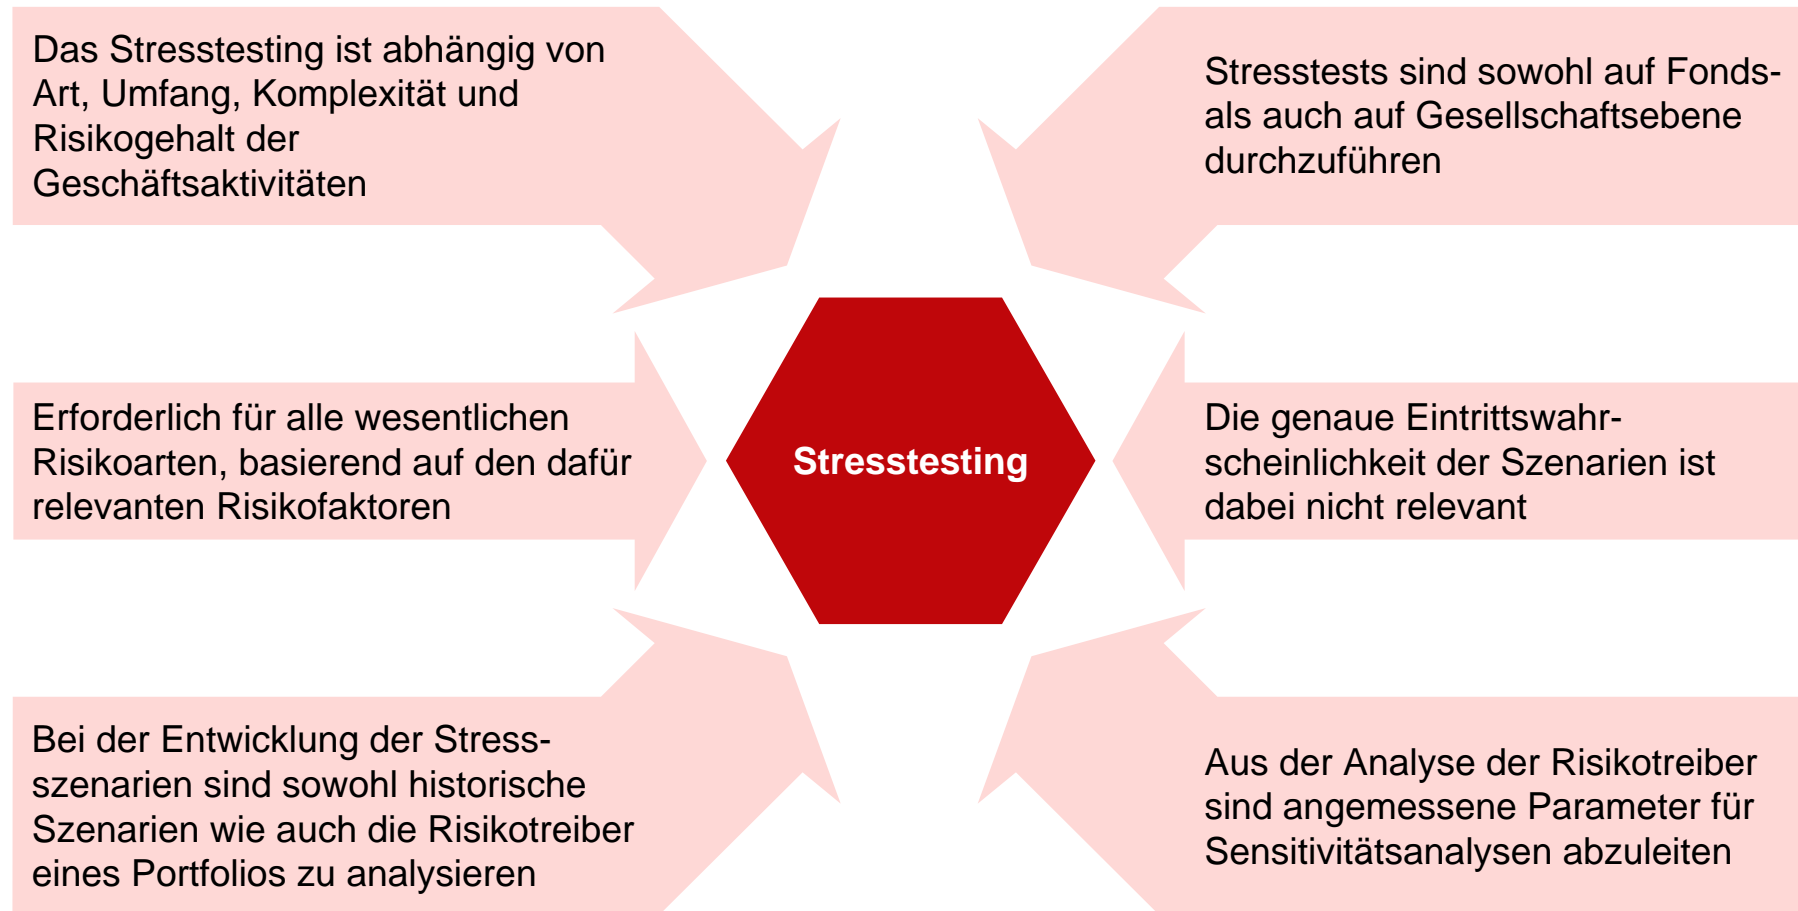 Das Stresstesting ist abhängig von
Art, Umfang, Komplexität und
Risikogehalt der
Geschäftsaktivitäten
Stresstests sind sowohl auf Fonds-
als auch auf Gesellschaftsebene
durchzuführen
Erforderlich für alle wesentlichen
Risikoarten, basierend auf den dafür
relevanten Risikofaktoren
Stresstesting
Die genaue Eintrittswahr-
scheinlichkeit der Szenarien ist
dabei nicht relevant
Bei der Entwicklung der Stress-
szenarien sind sowohl historische
Szenarien wie auch die Risikotreiber
eines Portfolios zu analysieren
Aus der Analyse der Risikotreiber
sind angemessene Parameter für
Sensitivitätsanalysen abzuleiten